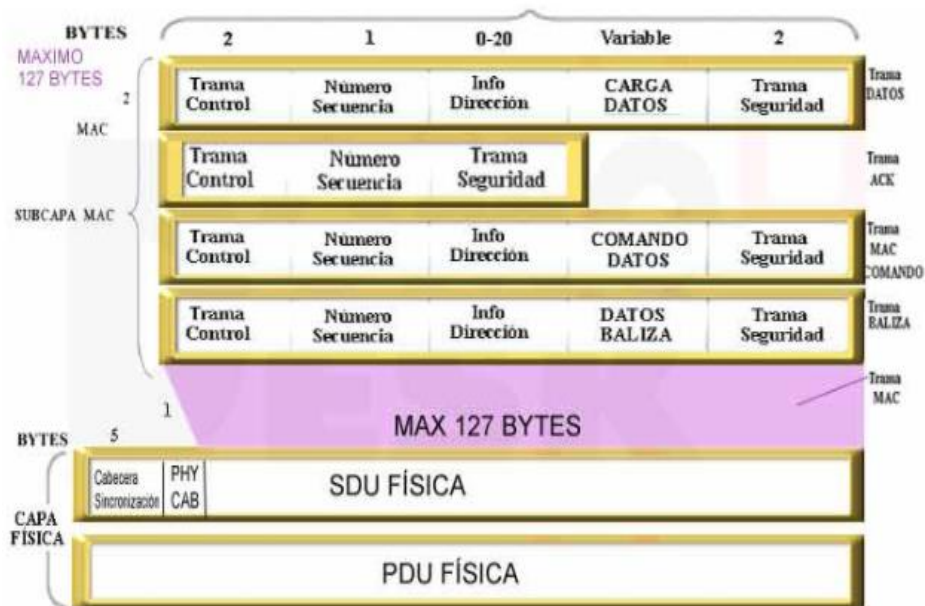 BYTES 2 1 0-20 Variable 2
MAXIMO
127 BYTES
2
MAC
SUBCAPA MAC
Trama Control
Número Secuencia
Info Dirección
CARGA DATOS
Trama Seguridad
Trama DATOS
Trama Control
Número Secuencia
Trama Seguridad
Trama ACK
Trama Control
Número Secuencia
Info Dirección
COMANDO DATOS
Trama Seguridad
Trama MAC COMANDO
Trama Control
Número Secuencia
Info Dirección
DATOS BALIZA
Trama Seguridad
Trama BALIZA
Trama MAC
1
MAX 127 BYTES
BYTES 5
Cabecera Sincronización
PHY CAB
SDU FÍSICA
CAPA FÍSICA
PDU FÍSICA